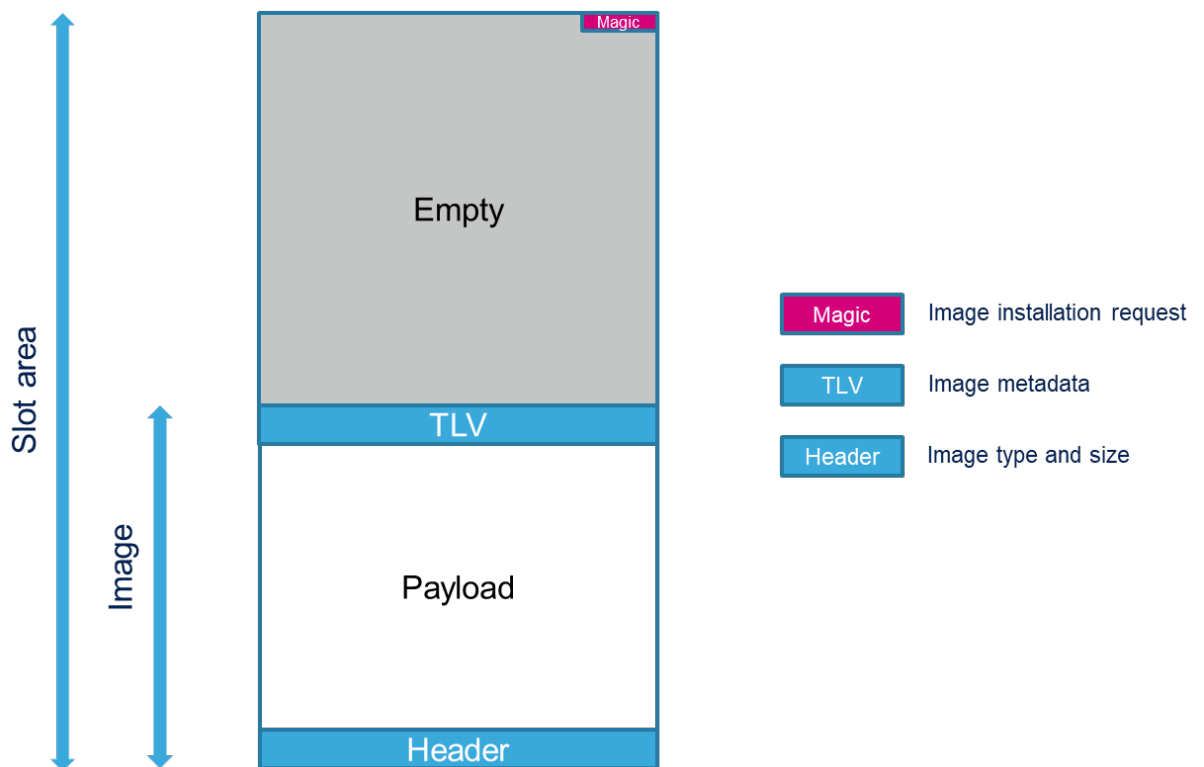 Magic
Empty
Slot area
TLV
Image
Payload
Header
Magic Image installation request
TLV Image metadata
Header Image type and size